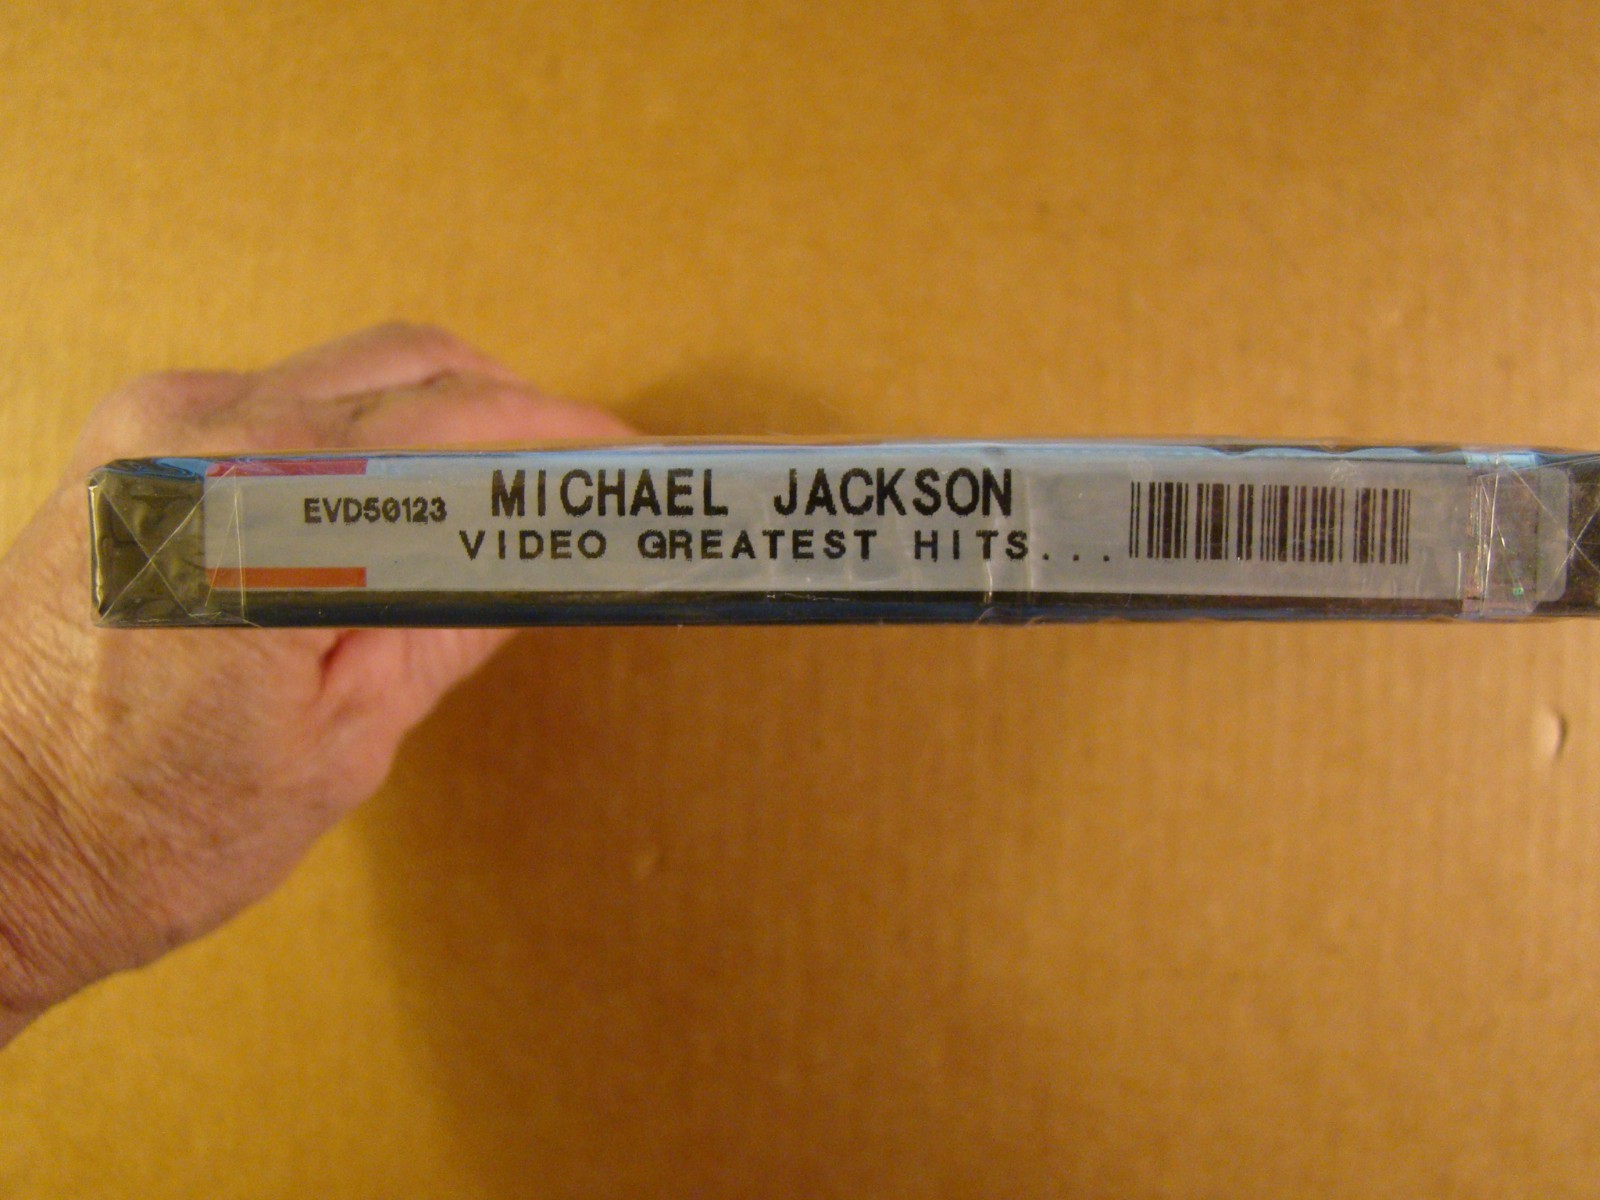 EVD50123
MICHAEL JACKSON
VIDEO GREATEST HITS...